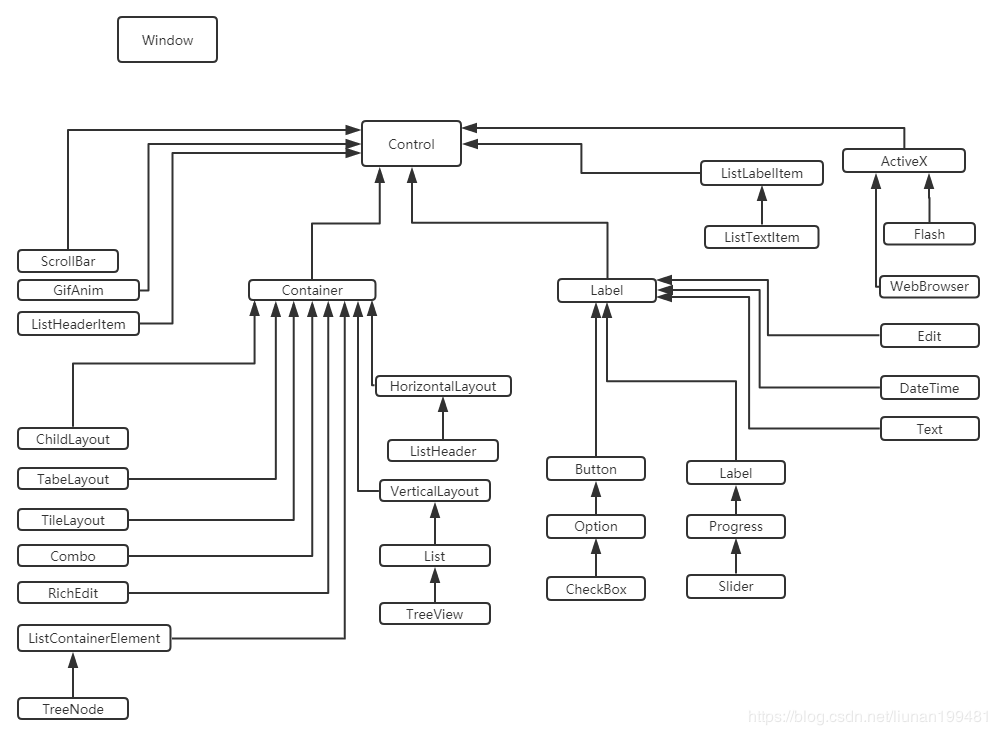 Window
Control
ListLabelItem
ActiveX
ListTextItem
Flash
ScrollBar
GifAnim
ListHeaderItem
Container
Label
WebBrowser
Edit
DateTime
Text
HorizontalLayout
ListHeader
ChildLayout
TabeLayout
TileLayout
Combo
RichEdit
ListContainerElement
TreeNode
VerticalLayout
List
TreeView
Button
Option
CheckBox
Label
Progress
Slider
https://blog.csdn.net/liunan199481